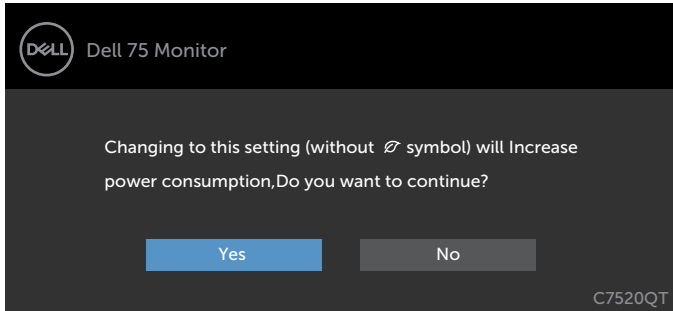 DELL Dell 75 Monitor
Changing to this setting (without symbol) will Increase
power consumption,Do you want to continue?
Yes No
C7520QT